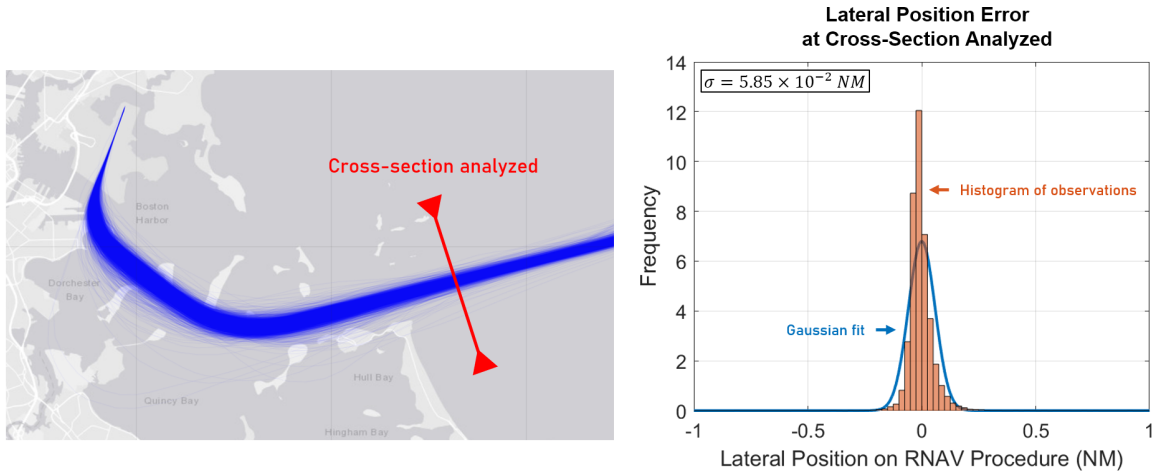 Cross-section analyzed
Boston
Harbor
Dorchester
Bay
Hull Bay
Quincy Bay
Hingham Bay
Lateral Position Error
at Cross-Section Analyzed
σ = 5.85 × 10⁻² NM
14
12
10
8
6
4
2
0
Frequency
Histogram of observations
Gaussian fit
-1
-0.5
0
0.5
1
Lateral Position on RNAV Procedure (NM)